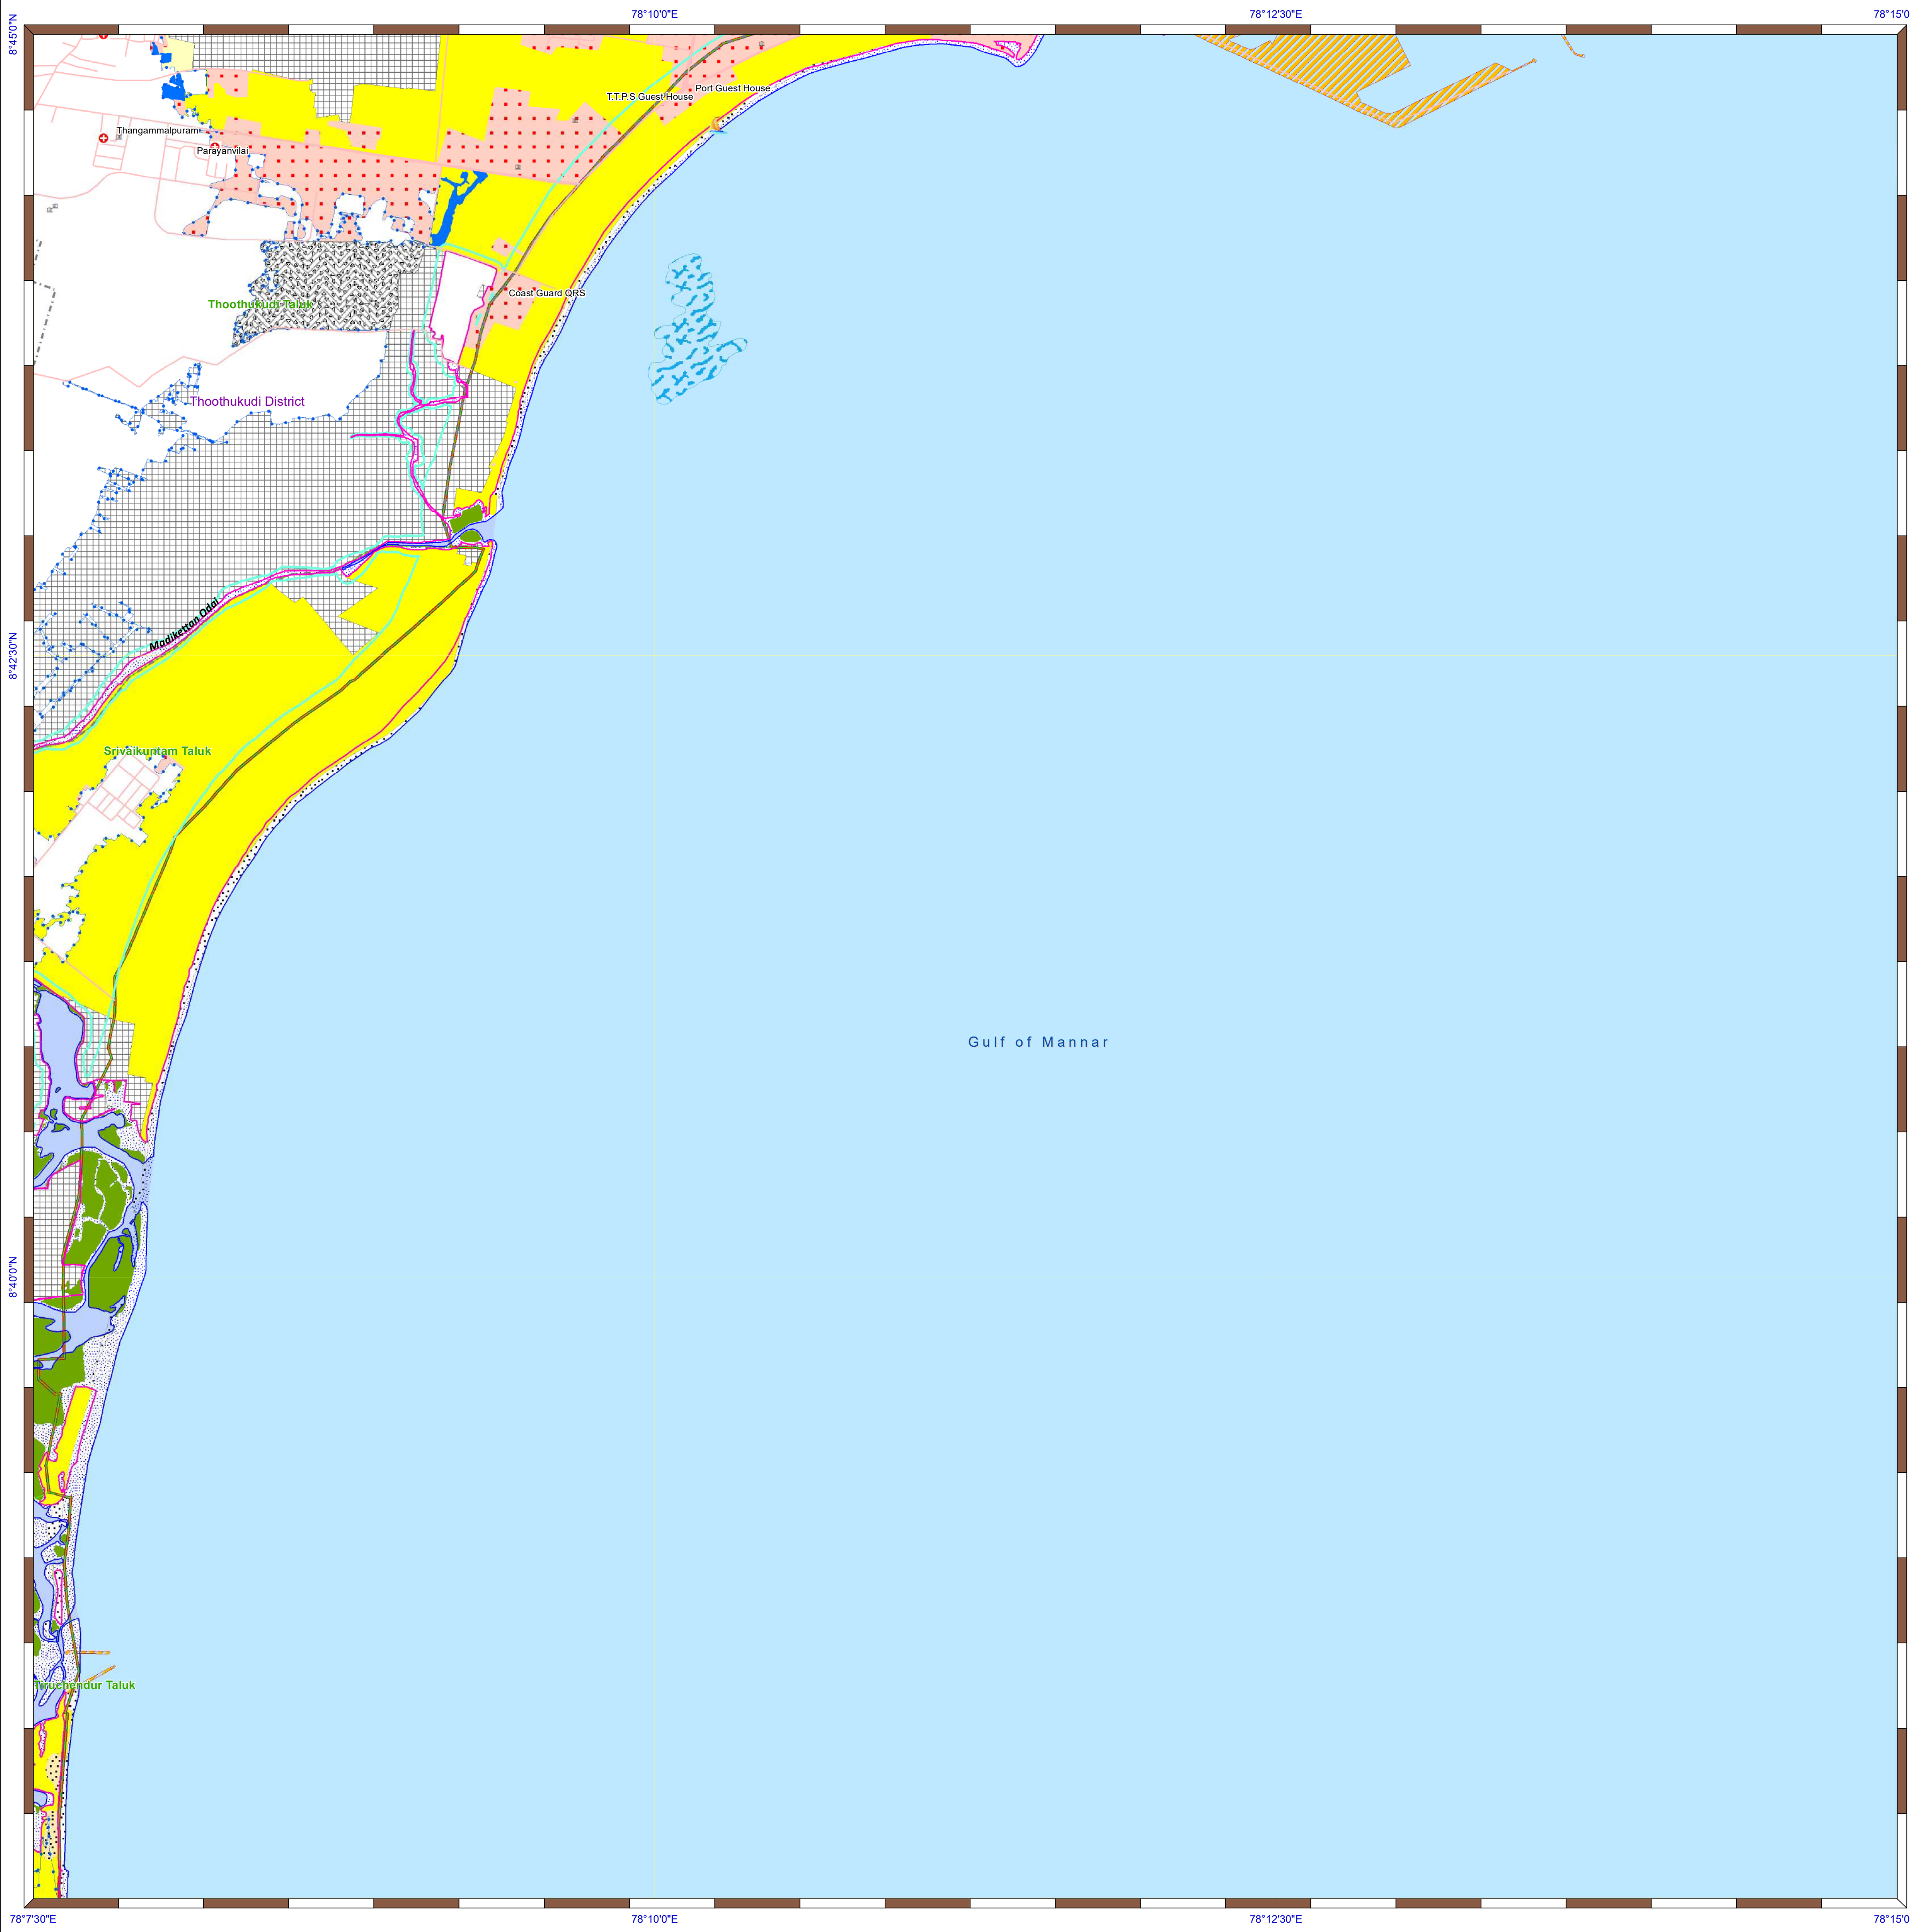 78°10'0"E
78°12'30"E
78°15'0
8°45'0"N
Port Guest House
T.T.P.S Guest House
Thangammalpuram
Parayanvilai
Coast Guard QRS
Thoothukudi Taluk
Thoothukudi District
Madikettan Odai
8°42'30"N
Srivaikuntam Taluk
Gulf of Mannar
8°40'0"N
Tiruchendur Taluk
78°7'30"E
78°10'0"E
78°12'30"E
78°15'0